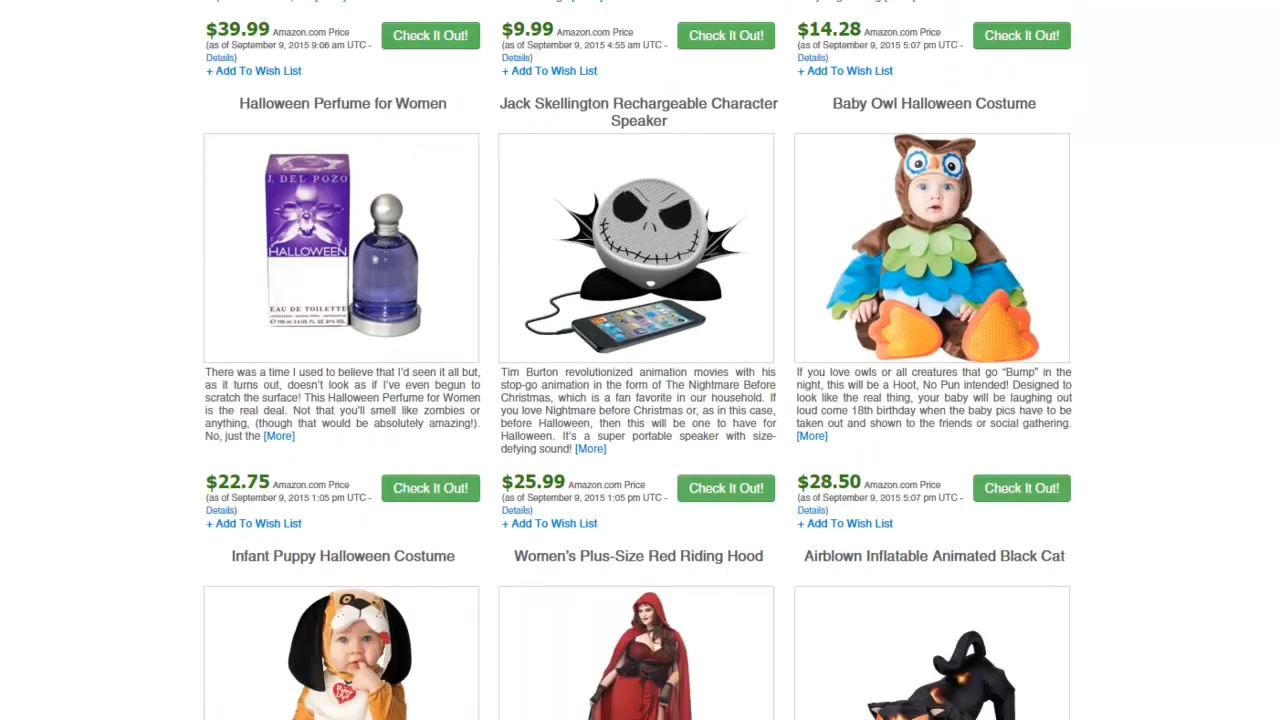 $39.99 Amazon.com Price
(as of September 9, 2015 9:06 am UTC -
Details)
+ Add To Wish List
Check It Out!
$9.99 Amazon.com Price
(as of September 9, 2015 4:55 am UTC -
Details)
+ Add To Wish List
Check It Out!
$14.28 Amazon.com Price
(as of September 9, 2015 5:07 pm UTC -
Details)
+ Add To Wish List
Check It Out!
Halloween Perfume for Women
J. DEL POZO
HALLOWEEN
EAU DE TOILETTE
There was a time I used to believe that I'd seen it all but,
as it turns out, doesn't look as if I've even begun to
scratch the surface! This Halloween Perfume for Women
is the real deal. Not that you'll smell like zombies or
anything, (though that would be absolutely amazing!).
No, just the [More]
$22.75 Amazon.com Price
(as of September 9, 2015 1:05 pm UTC -
Details)
+ Add To Wish List
Check It Out!
Jack Skellington Rechargeable Character
Speaker
Tim Burton revolutionized animation movies with his
stop-go animation in the form of The Nightmare Before
Christmas, which is a fan favorite in our household. If
you love Nightmare before Christmas or, as in this case,
before Halloween, then this will be one to have for
Halloween. It's a super portable speaker with size-
defying sound! [More]
$25.99 Amazon.com Price
(as of September 9, 2015 1:05 pm UTC -
Details)
+ Add To Wish List
Check It Out!
Baby Owl Halloween Costume
If you love owls or all creatures that go “Bump” in the
night, this will be a Hoot, No Pun intended! Designed to
look like the real thing, your baby will be laughing out
loud come 18th birthday when the baby pics have to be
taken out and shown to the friends or social gathering.
[More]
$28.50 Amazon.com Price
(as of September 9, 2015 5:07 pm UTC -
Details)
+ Add To Wish List
Check It Out!
Infant Puppy Halloween Costume
Women's Plus-Size Red Riding Hood
Airblown Inflatable Animated Black Cat